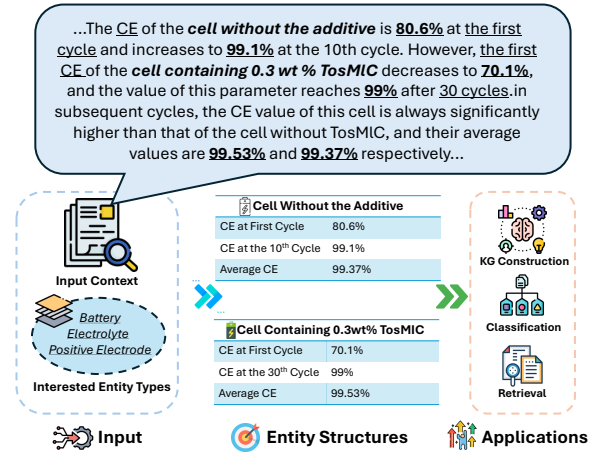 ...The CE of the cell without the additive is 80.6% at the first
cycle and increases to 99.1% at the 10th cycle. However, the first
CE of the cell containing 0.3 wt % TosMIC decreases to 70.1%,
and the value of this parameter reaches 99% after 30 cycles.in
subsequent cycles, the CE value of this cell is always significantly
higher than that of the cell without TosMIC, and their average
values are 99.53% and 99.37% respectively...
Input Context
Battery
Electrolyte
Positive Electrode
Interested Entity Types
...
...
Cell Without the Additive
CE at First Cycle 80.6%
CE at the 10th Cycle 99.1%
Average CE 99.37%
Cell Containing 0.3wt% TosMIC
CE at First Cycle 70.1%
CE at the 30th Cycle 99%
Average CE 99.53%
KG Construction
Classification
Retrieval
Input
Entity Structures
Applications